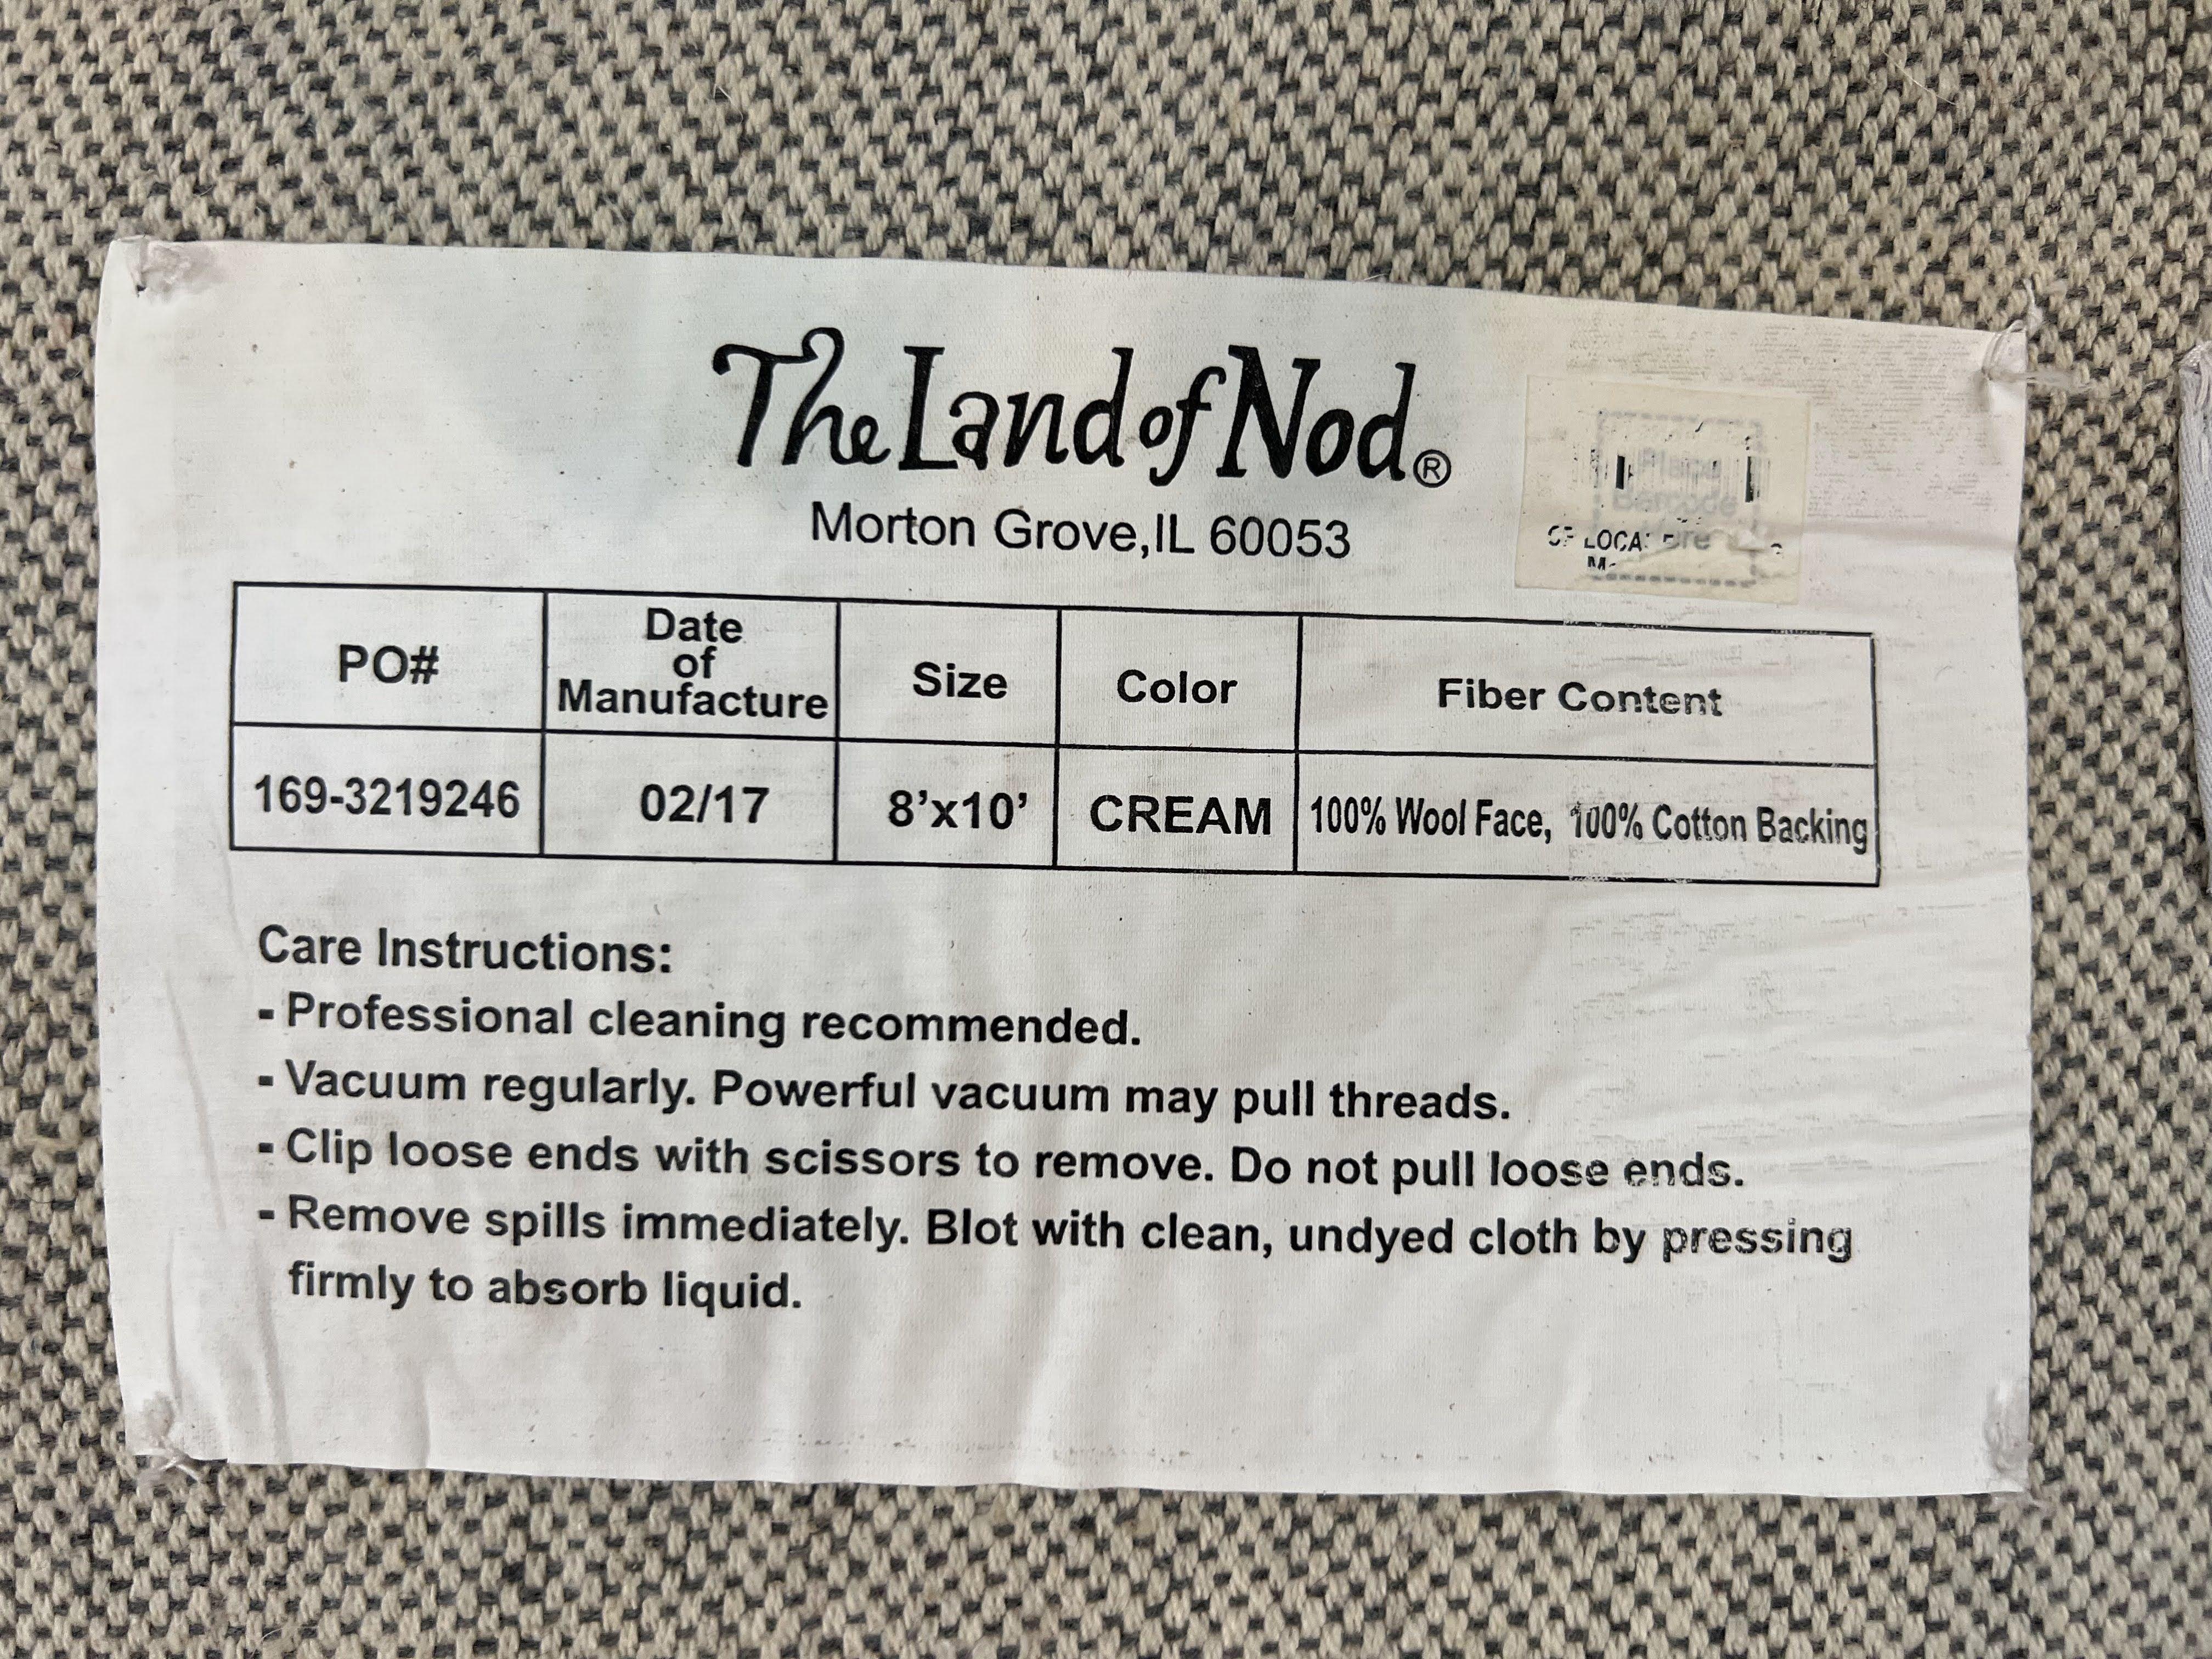 The Land of Nod®
Morton Grove,IL 60053
Place
Barcode
PO#
Date
of
Manufacture
Size
Color
Fiber Content
169-3219246
02/17
8’x10’
CREAM
100% Wool Face, 100% Cotton Backing
Care Instructions:
- Professional cleaning recommended.
- Vacuum regularly. Powerful vacuum may pull threads.
- Clip loose ends with scissors to remove. Do not pull loose ends.
- Remove spills immediately. Blot with clean, undyed cloth by pressing
firmly to absorb liquid.